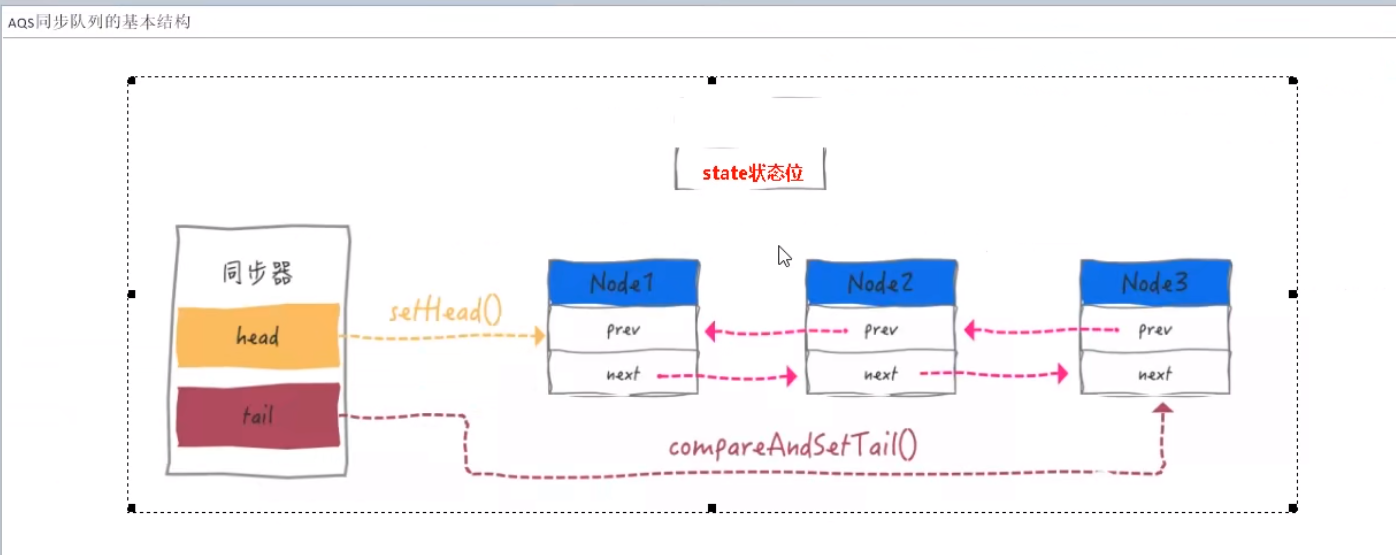 AQS同步队列的基本结构
state状态位
同步器
head
tail
setHead()
Node1
prev
next
Node2
prev
next
Node3
prev
next
compareAndSetTail()